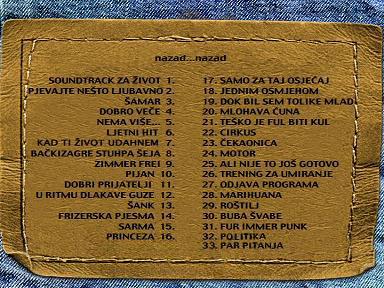 nazad...nazad
SOUNDTRACK ZA ŽIVOT 1.
PJEVAJTE NEŠTO LJUBAVNO 2.
ŠAMAR 3.
DOBRO VEČE 4.
NEMA VIŠE... 5.
LJETNI HIT 6.
KAD TI ŽIVOT UDAHNEM 7.
BAČKIZAGRE STUHPA ŠEJA 8.
ZIMMER FREI 9.
PIJAN 10.
DOBRI PRIJATELJI 11.
U RITMU DLAKAVE GUZE 12.
ŠANK 13.
FRIZERSKA PJESMA 14.
SARMA 15.
PRINCEZA 16.
17. SAMO ZA TAJ OSJEĆAJ
18. JEDNIM OSMJEHOM
19. DOK BIL SEM TOLIKE MLAD
20. MILOHAVA ČUNA
21. TEŠKO JE FUL BITI KUL
22. CIRKUS
23. ČEKAONICA
24. MOTOR
25. ALI NIJE TO JOŠ GOTOVO
26. TRENING ZA UMIRANJE
27. ODJAVA PROGRAMA
28. MARIHUANA
29. ROŠTILJ
30. BUBA ŠVABE
31. FUR IMMER PUNK
32. POLITIKA
33. PAR PITANJA